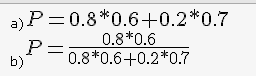 a) P = 0.8*0.6+0.2*0.7
b) P = \frac{0.8*0.6}{0.8*0.6+0.2*0.7}